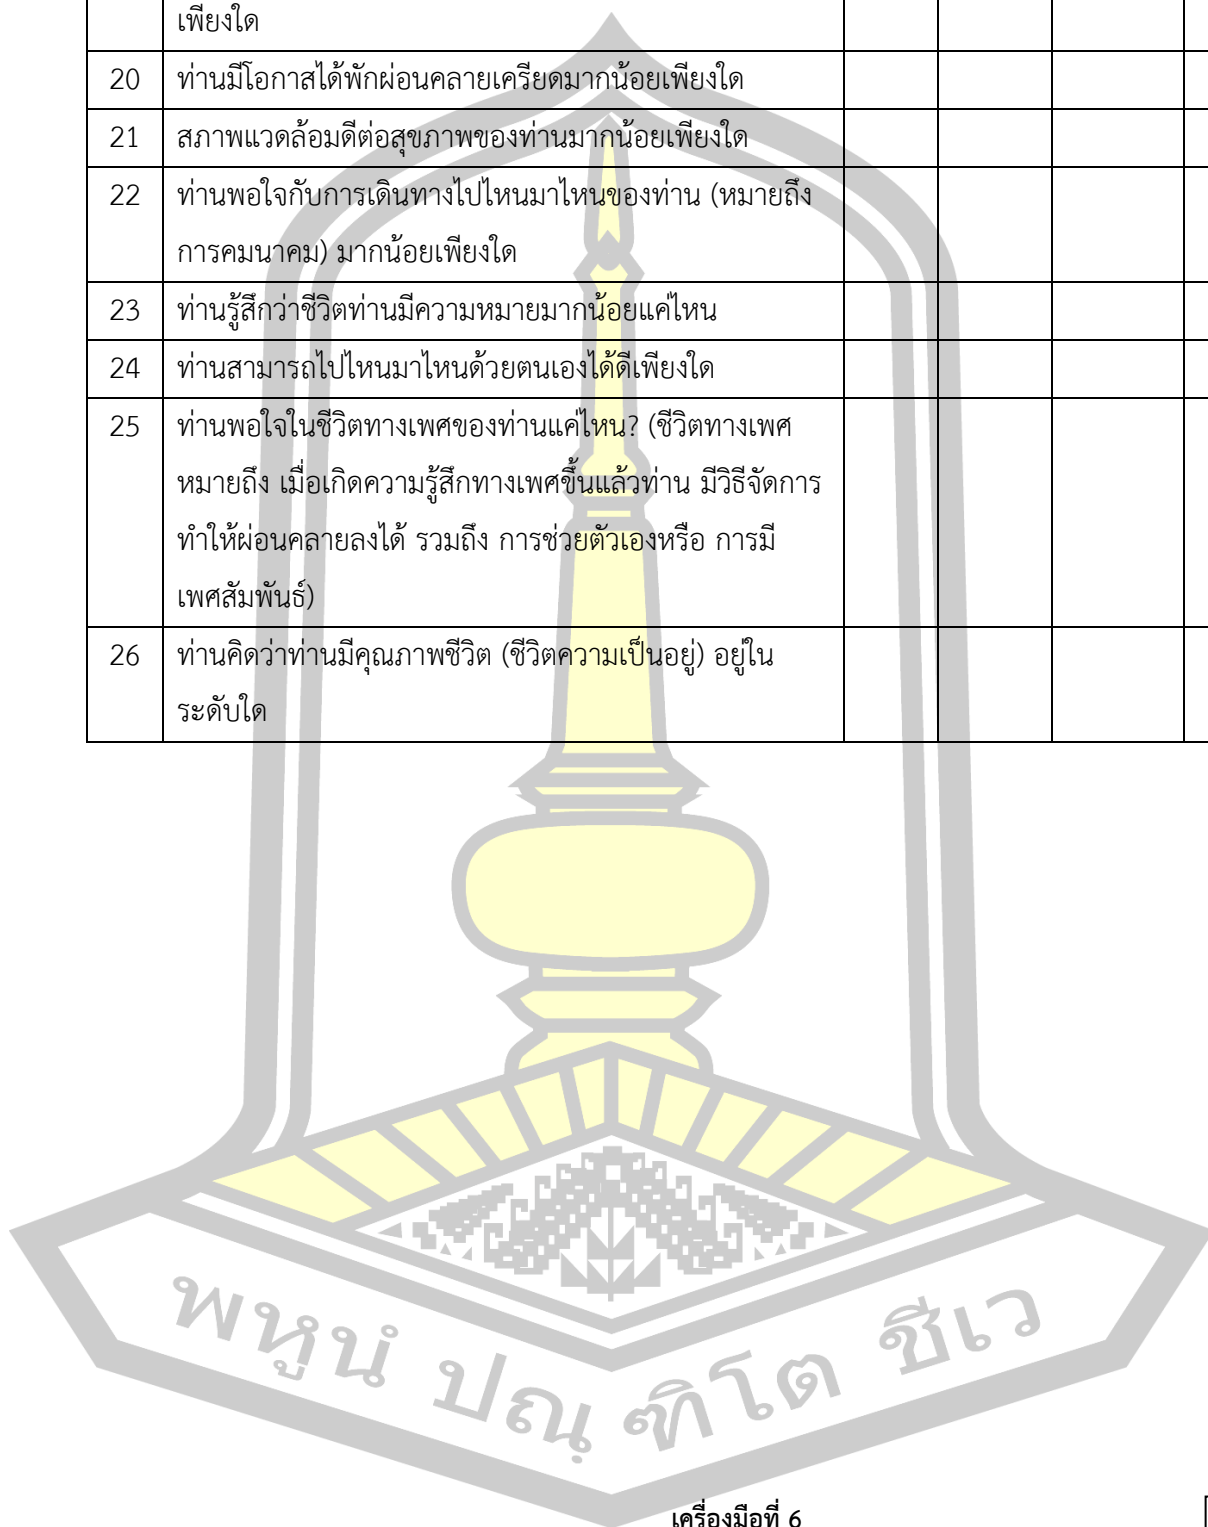 เพียงใด
20 ท่านมีโอกาสได้พักผ่อนคลายเครียดมากน้อยเพียงใด
21 สภาพแวดล้อมดีต่อสุขภาพของท่านมากน้อยเพียงใด
22 ท่านพอใจกับการเดินทางไปไหนมาไหนของท่าน (หมายถึง
การคมนาคม) มากน้อยเพียงใด
23 ท่านรู้สึกว่าชีวิตท่านมีความหมายมากน้อยแค่ไหน
24 ท่านสามารถไปไหนมาไหนด้วยตนเองได้ดีเพียงใด
25 ท่านพอใจในชีวิตทางเพศของท่านแค่ไหน? (ชีวิตทางเพศ
หมายถึง เมื่อเกิดความรู้สึกทางเพศขึ้นแล้วท่าน มีวิธีจัดการ
ทำให้ผ่อนคลายลงได้ รวมถึง การช่วยตัวเองหรือ การมี
เพศสัมพันธ์)
26 ท่านคิดว่าท่านมีคุณภาพชีวิต (ชีวิตความเป็นอยู่) อยู่ใน
ระดับใด
พหูนํ ปณฺฑิโต ชีเว
เครื่องมือที่ 6